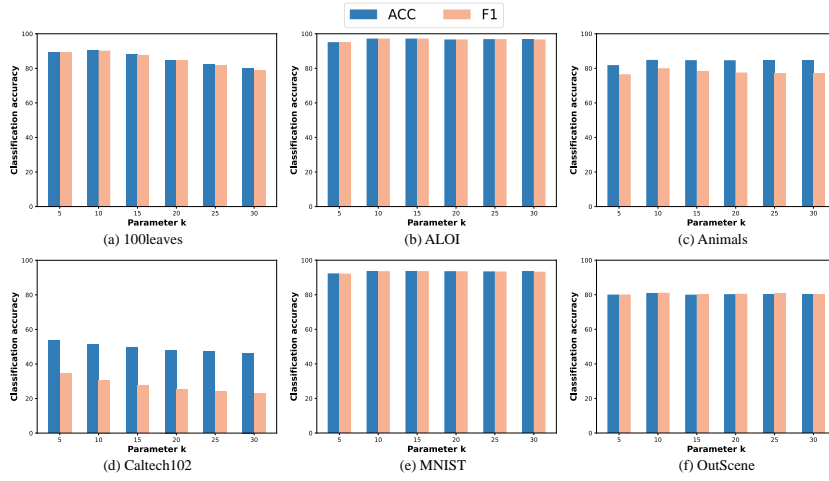 ACC F1
Classification accuracy
100
80
60
40
20
0
5 10 15 20 25 30
Parameter k
(a) 100leaves
Classification accuracy
100
80
60
40
20
0
5 10 15 20 25 30
Parameter k
(b) ALOI
Classification accuracy
100
80
60
40
20
0
5 10 15 20 25 30
Parameter k
(c) Animals
Classification accuracy
100
80
60
40
20
0
5 10 15 20 25 30
Parameter k
(d) Caltech102
Classification accuracy
100
80
60
40
20
0
5 10 15 20 25 30
Parameter k
(e) MNIST
Classification accuracy
100
80
60
40
20
0
5 10 15 20 25 30
Parameter k
(f) OutScene